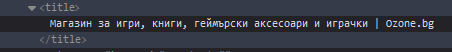 <title>
Магазин за игри, книги, геймърски аксесоари и играчки | Ozone.bg
</title>